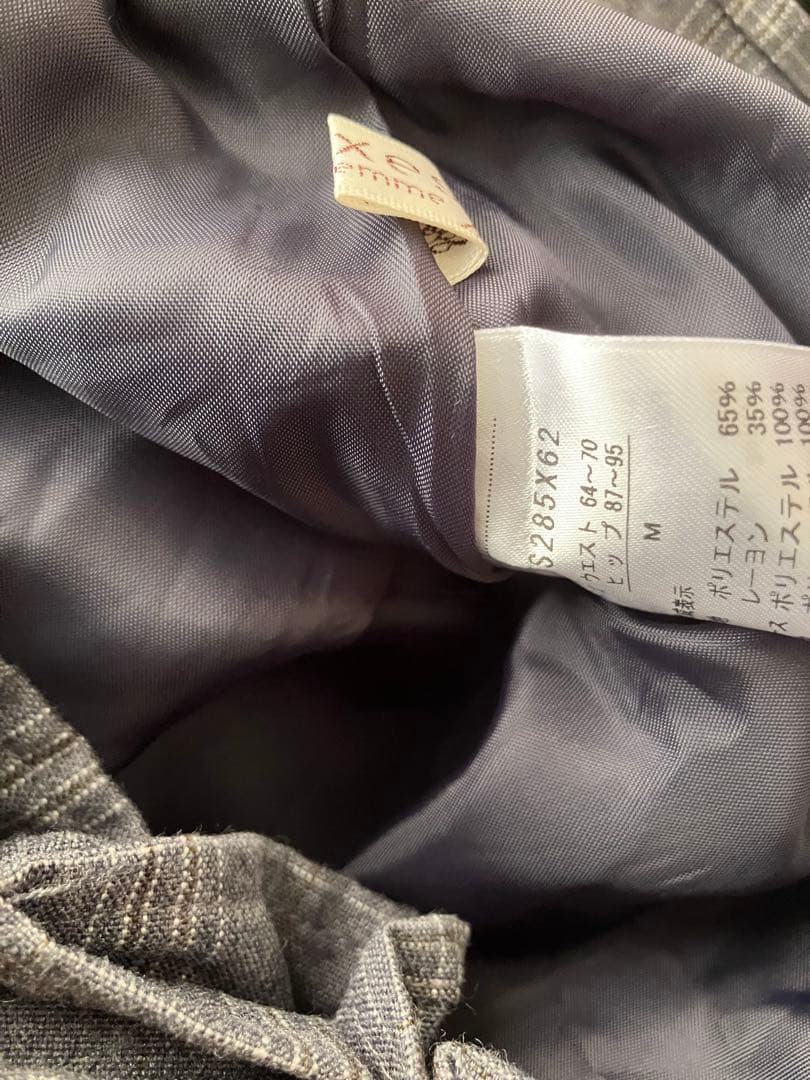 xe
emme
S285X62
ウエスト 64～70
ヒップ 87～95
M
ポリエステル 65%
レーヨン 35%
ポリエステル 100%
100%